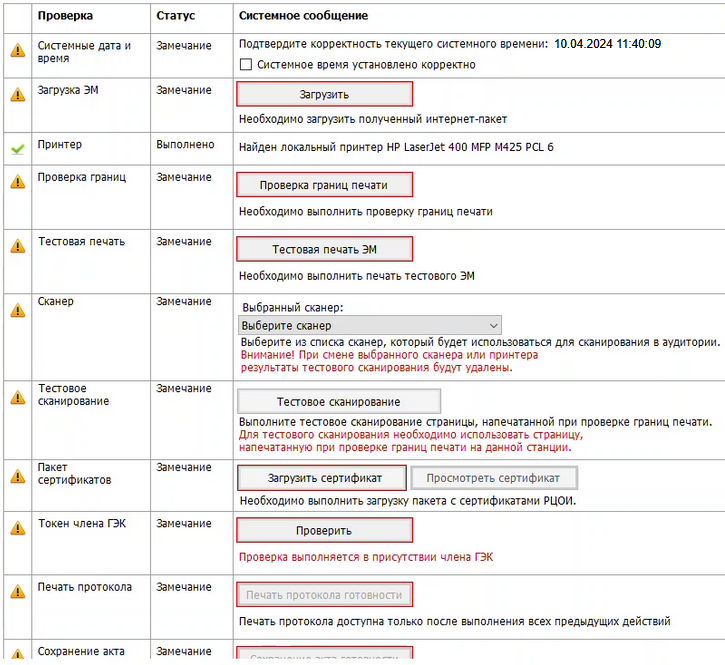 Проверка Статус Системное сообщение
Системные дата и время Замечание Подтвердите корректность текущего системного времени: 10.04.2024 11:40:09
Системное время установлено корректно
Загрузка ЭМ Замечание Загрузить
Необходимо загрузить полученный интернет-пакет
Принтер Выполнено Найден локальный принтер HP LaserJet 400 MFP M425 PCL 6
Проверка границ Замечание Проверка границ печати
Необходимо выполнить проверку границ печати
Тестовая печать Замечание Тестовая печать ЭМ
Необходимо выполнить печать тестового ЭМ
Сканер Замечание Выбранный сканер:
Выберите сканер
Выберите из списка сканер, который будет использоваться для сканирования в аудитории.
Внимание! При смене выбранного сканера или принтера
результаты тестового сканирования будут удалены.
Тестовое сканирование Замечание Тестовое сканирование
Выполните тестовое сканирование страницы, напечатанной при проверке границ печати.
Для тестового сканирования необходимо использовать страницу,
напечатанную при проверке границ печати на данной станции.
Пакет сертификатов Замечание Загрузить сертификат Просмотреть сертификат
Необходимо выполнить загрузку пакета с сертификатами РЦОИ.
Токен члена ГЭК Замечание Проверить
Проверка выполняется в присутствии члена ГЭК
Печать протокола Замечание Печать протокола готовности
Печать протокола доступна только после выполнения всех предыдущих действий
Сохранение акта Замечание Сохранение акта готовности